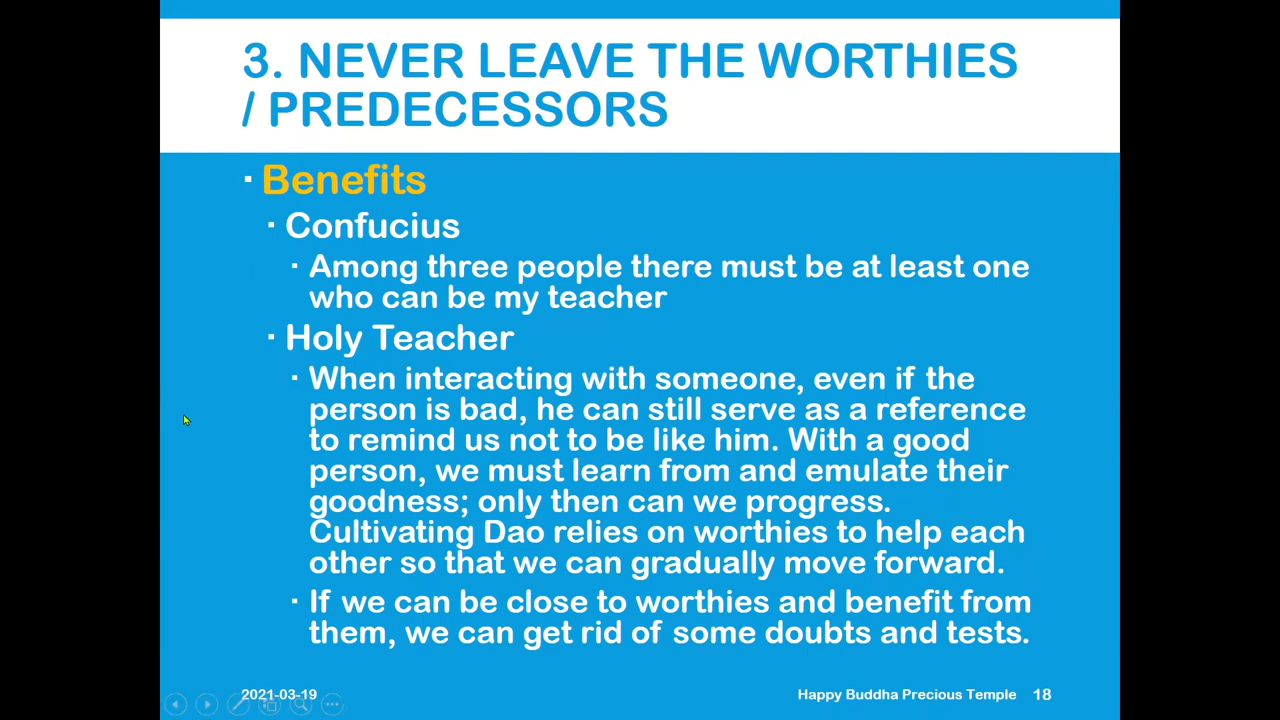 3. NEVER LEAVE THE WORTHIES
/ PREDECESSORS
Benefits
Confucius
Among three people there must be at least one
who can be my teacher
Holy Teacher
When interacting with someone, even if the
person is bad, he can still serve as a reference
to remind us not to be like him. With a good
person, we must learn from and emulate their
goodness; only then can we progress.
Cultivating Dao relies on worthies to help each
other so that we can gradually move forward.
If we can be close to worthies and benefit from
them, we can get rid of some doubts and tests.
2021-03-19 Happy Buddha Precious Temple 18